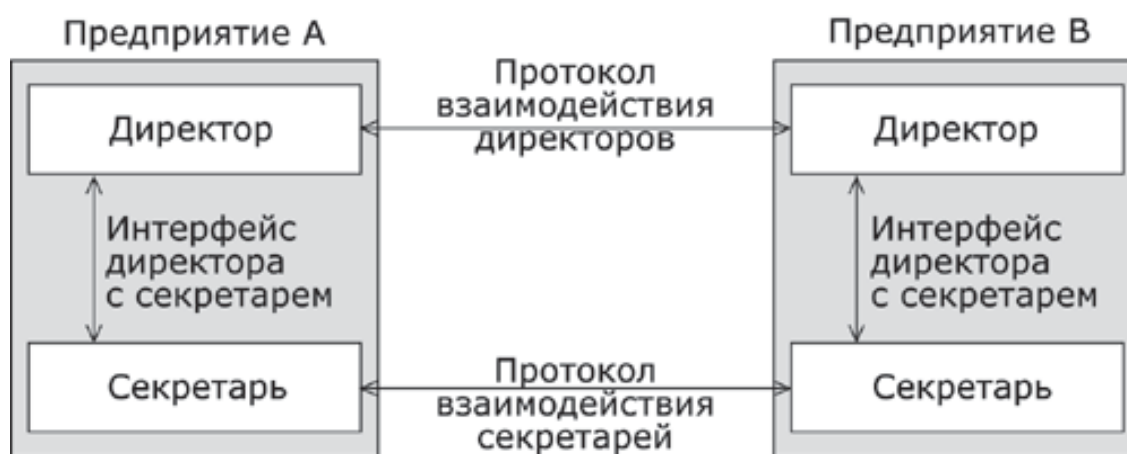 Предприятие А
Предприятие В
Протокол
взаимодействия
директоров
Директор
Директор
Интерфейс
директора
с секретарем
Интерфейс
директора
с секретарем
Протокол
взаимодействия
секретарей
Секретарь
Секретарь